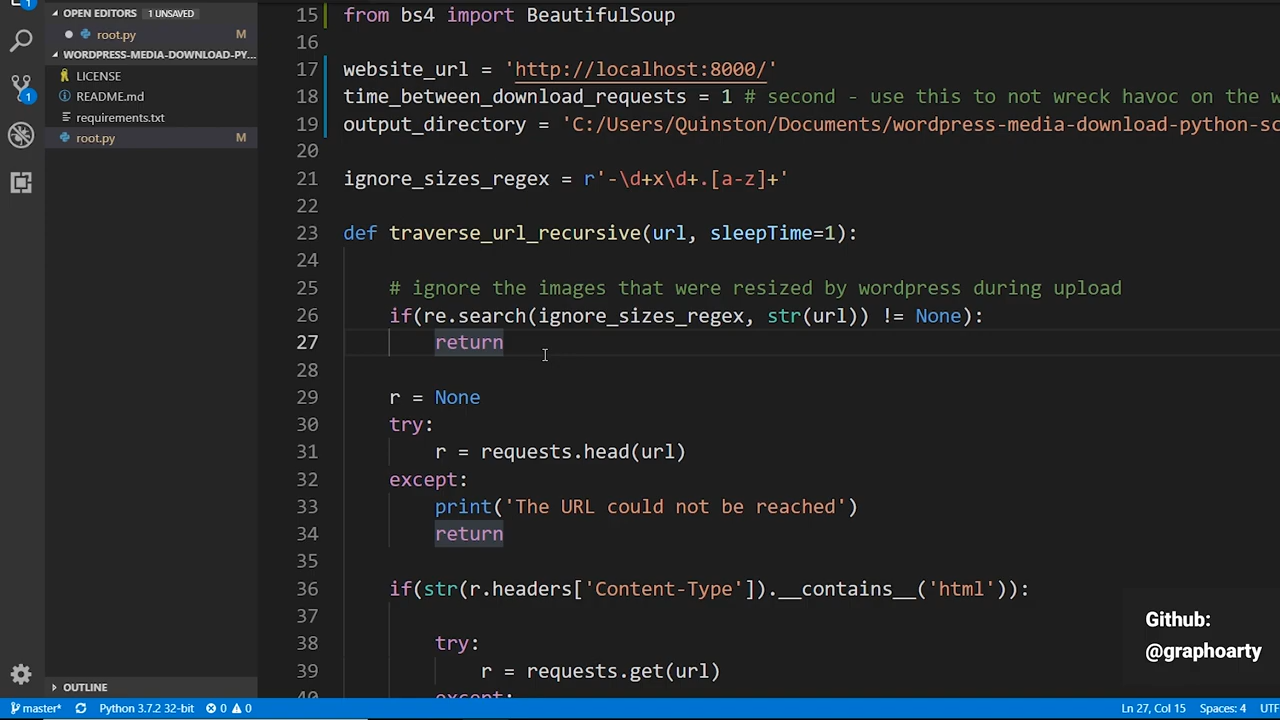 OPEN EDITORS 1 UNSAVED
root.py M
WORDPRESS-MEDIA-DOWNLOAD-PY...
LICENSE
README.md
requirements.txt
root.py M
OUTLINE
15 from bs4 import BeautifulSoup
16
17 website_url = 'http://localhost:8000/'
18 time_between_download_requests = 1 # second - use this to not wreck havoc on the w
19 output_directory = 'C:/Users/Quinston/Documents/wordpress-media-download-python-sc
20
21 ignore_sizes_regex = r'-\d+x\d+.[a-z]+'
22
23 def traverse_url_recursive(url, sleepTime=1):
24
25 # ignore the images that were resized by wordpress during upload
26 if(re.search(ignore_sizes_regex, str(url)) != None):
27 return
28
29 r = None
30 try:
31 r = requests.head(url)
32 except:
33 print('The URL could not be reached')
34 return
35
36 if(str(r.headers['Content-Type']).__contains__('html')):
37
38 try:
39 r = requests.get(url)
40 except:
Github:
@graphoarty
master* Python 3.7.2 32-bit 0 0 Ln 27, Col 15 Spaces: 4 UTF
1
1